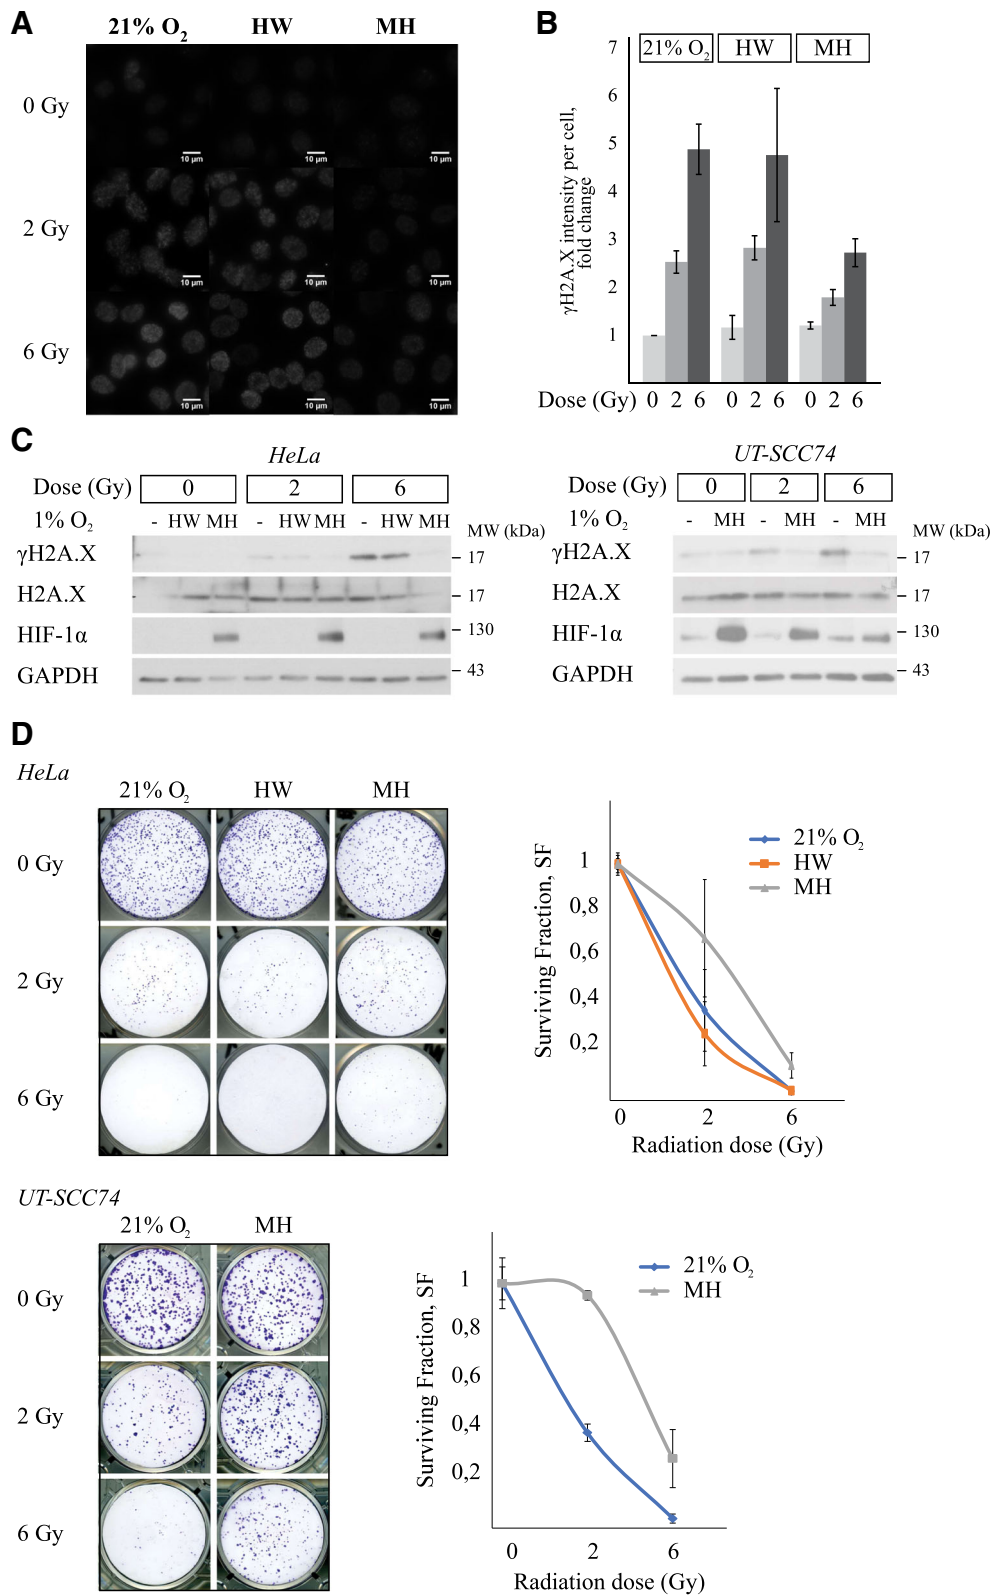 A
21% O2 HW MH
0 Gy
10 µm 10 µm 10 µm
2 Gy
10 µm 10 µm 10 µm
6 Gy
10 µm 10 µm 10 µm
B
7
6
5
4
3
2
1
γH2A.X intensity per cell,
fold change
21% O2 HW MH
Dose (Gy) 0 2 6 0 2 6 0 2 6
C
HeLa
Dose (Gy) 0 2 6
1% O2 - HW MH - HW MH - HW MH
MW (kDa)
γH2A.X 17
H2A.X 17
HIF-1α 130
GAPDH 43
UT-SCC74
Dose (Gy) 0 2 6
1% O2 - MH - MH - MH
MW (kDa)
γH2A.X 17
H2A.X 17
HIF-1α 130
GAPDH 43
D
HeLa
21% O2 HW MH
0 Gy
2 Gy
6 Gy
Surviving Fraction, SF
1
0,8
0,6
0,4
0,2
21% O2
HW
MH
0 2 6
Radiation dose (Gy)
UT-SCC74
21% O2 MH
0 Gy
2 Gy
6 Gy
Surviving Fraction, SF
1
0,8
0,6
0,4
0,2
21% O2
MH
0 2 6
Radiation dose (Gy)